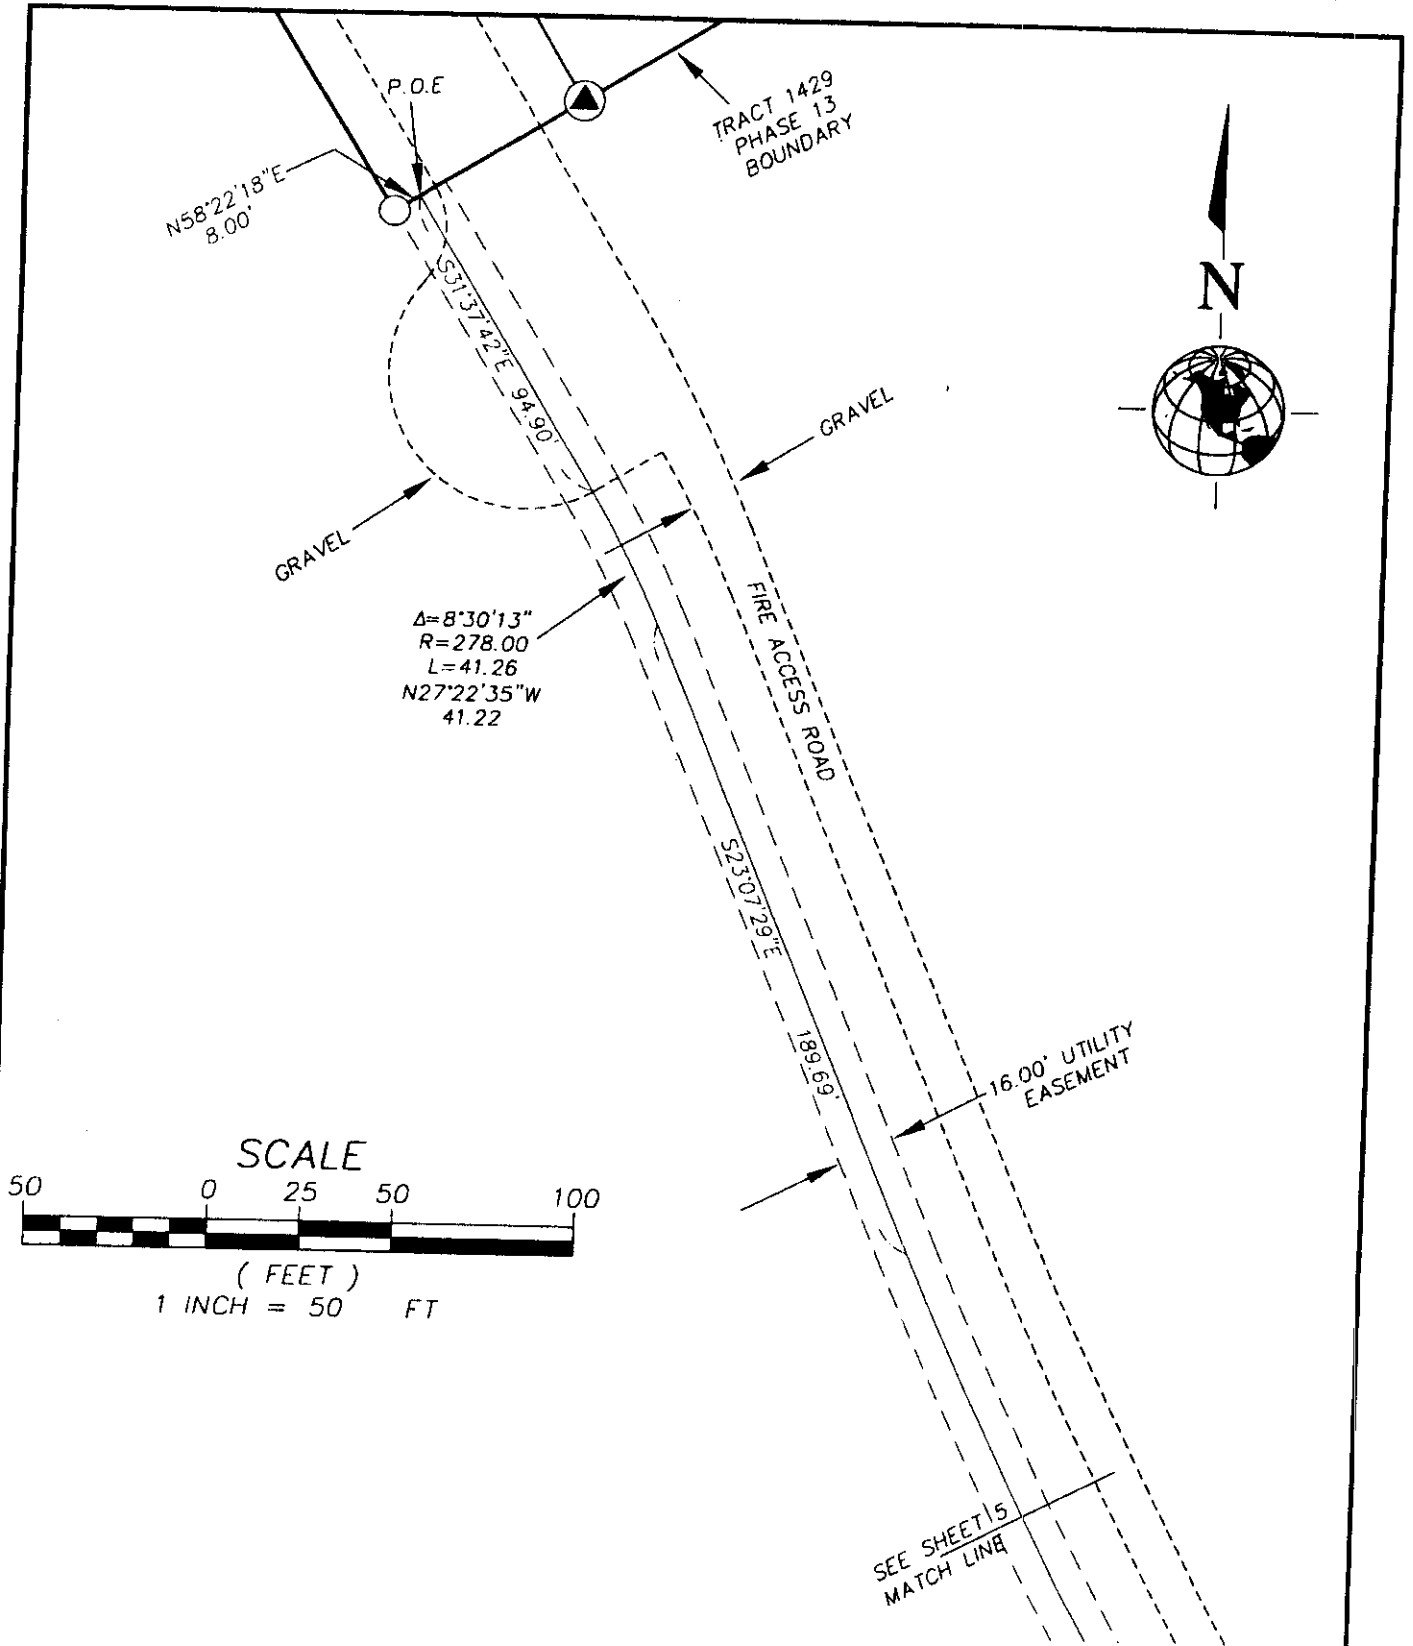 P.O.E
TRACT 1429
PHASE 13
BOUNDARY
N58°22'18"E
8.00'
N
S31°37'42"E 94.90'
GRAVEL
GRAVEL
Δ=8°30'13"
R=278.00
L=41.26
N27°22'35"W
41.22
FIRE ACCESS ROAD
S23°07'29"E
189.69'
16.00' UTILITY
EASEMENT
SCALE
50 0 25 50 100
( FEET )
1 INCH = 50 FT
SEE SHEET 5
MATCH LINE